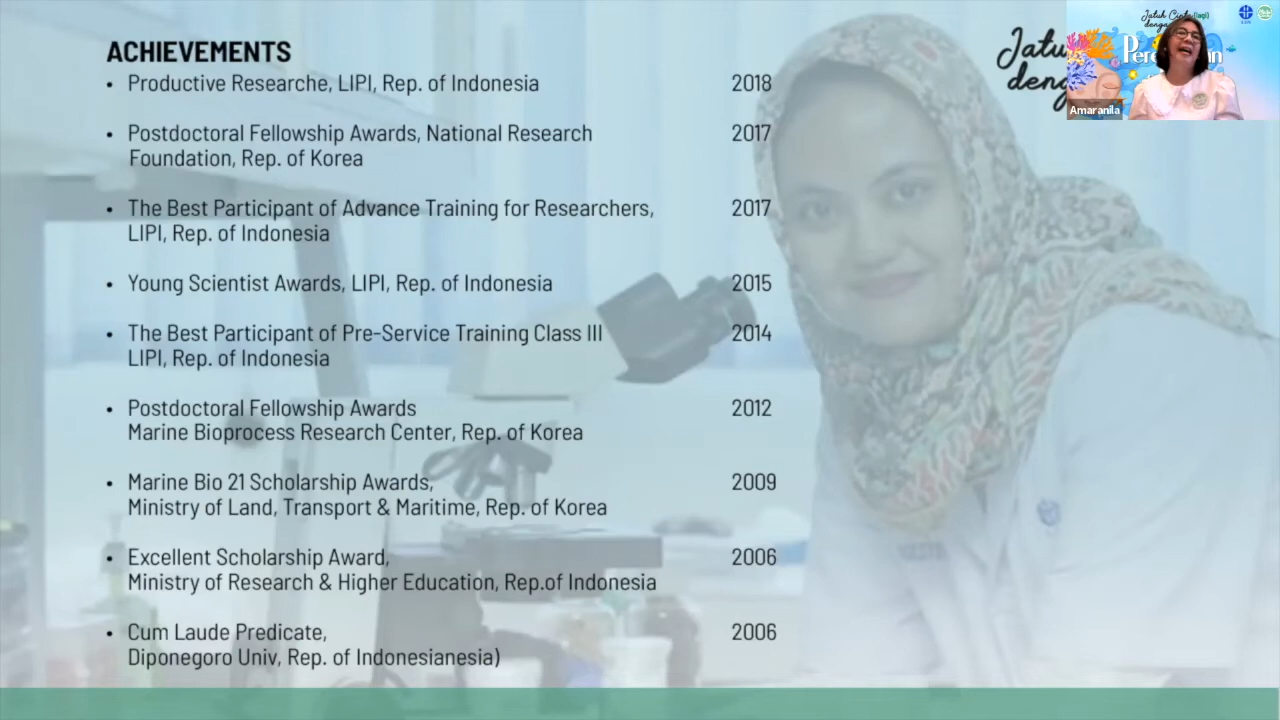 ACHIEVEMENTS
• Productive Researche, LIPI, Rep. of Indonesia 2018
• Postdoctoral Fellowship Awards, National Research 2017
Foundation, Rep. of Korea
• The Best Participant of Advance Training for Researchers, 2017
LIPI, Rep. of Indonesia
• Young Scientist Awards, LIPI, Rep. of Indonesia 2015
• The Best Participant of Pre-Service Training Class III 2014
LIPI, Rep. of Indonesia
• Postdoctoral Fellowship Awards 2012
Marine Bioprocess Research Center, Rep. of Korea
• Marine Bio 21 Scholarship Awards, 2009
Ministry of Land, Transport & Maritime, Rep. of Korea
• Excellent Scholarship Award, 2006
Ministry of Research & Higher Education, Rep.of Indonesia
• Cum Laude Predicate, 2006
Diponegoro Univ, Rep. of Indonesianesia)
Jatuh Cinta (lagi)
Amaranila